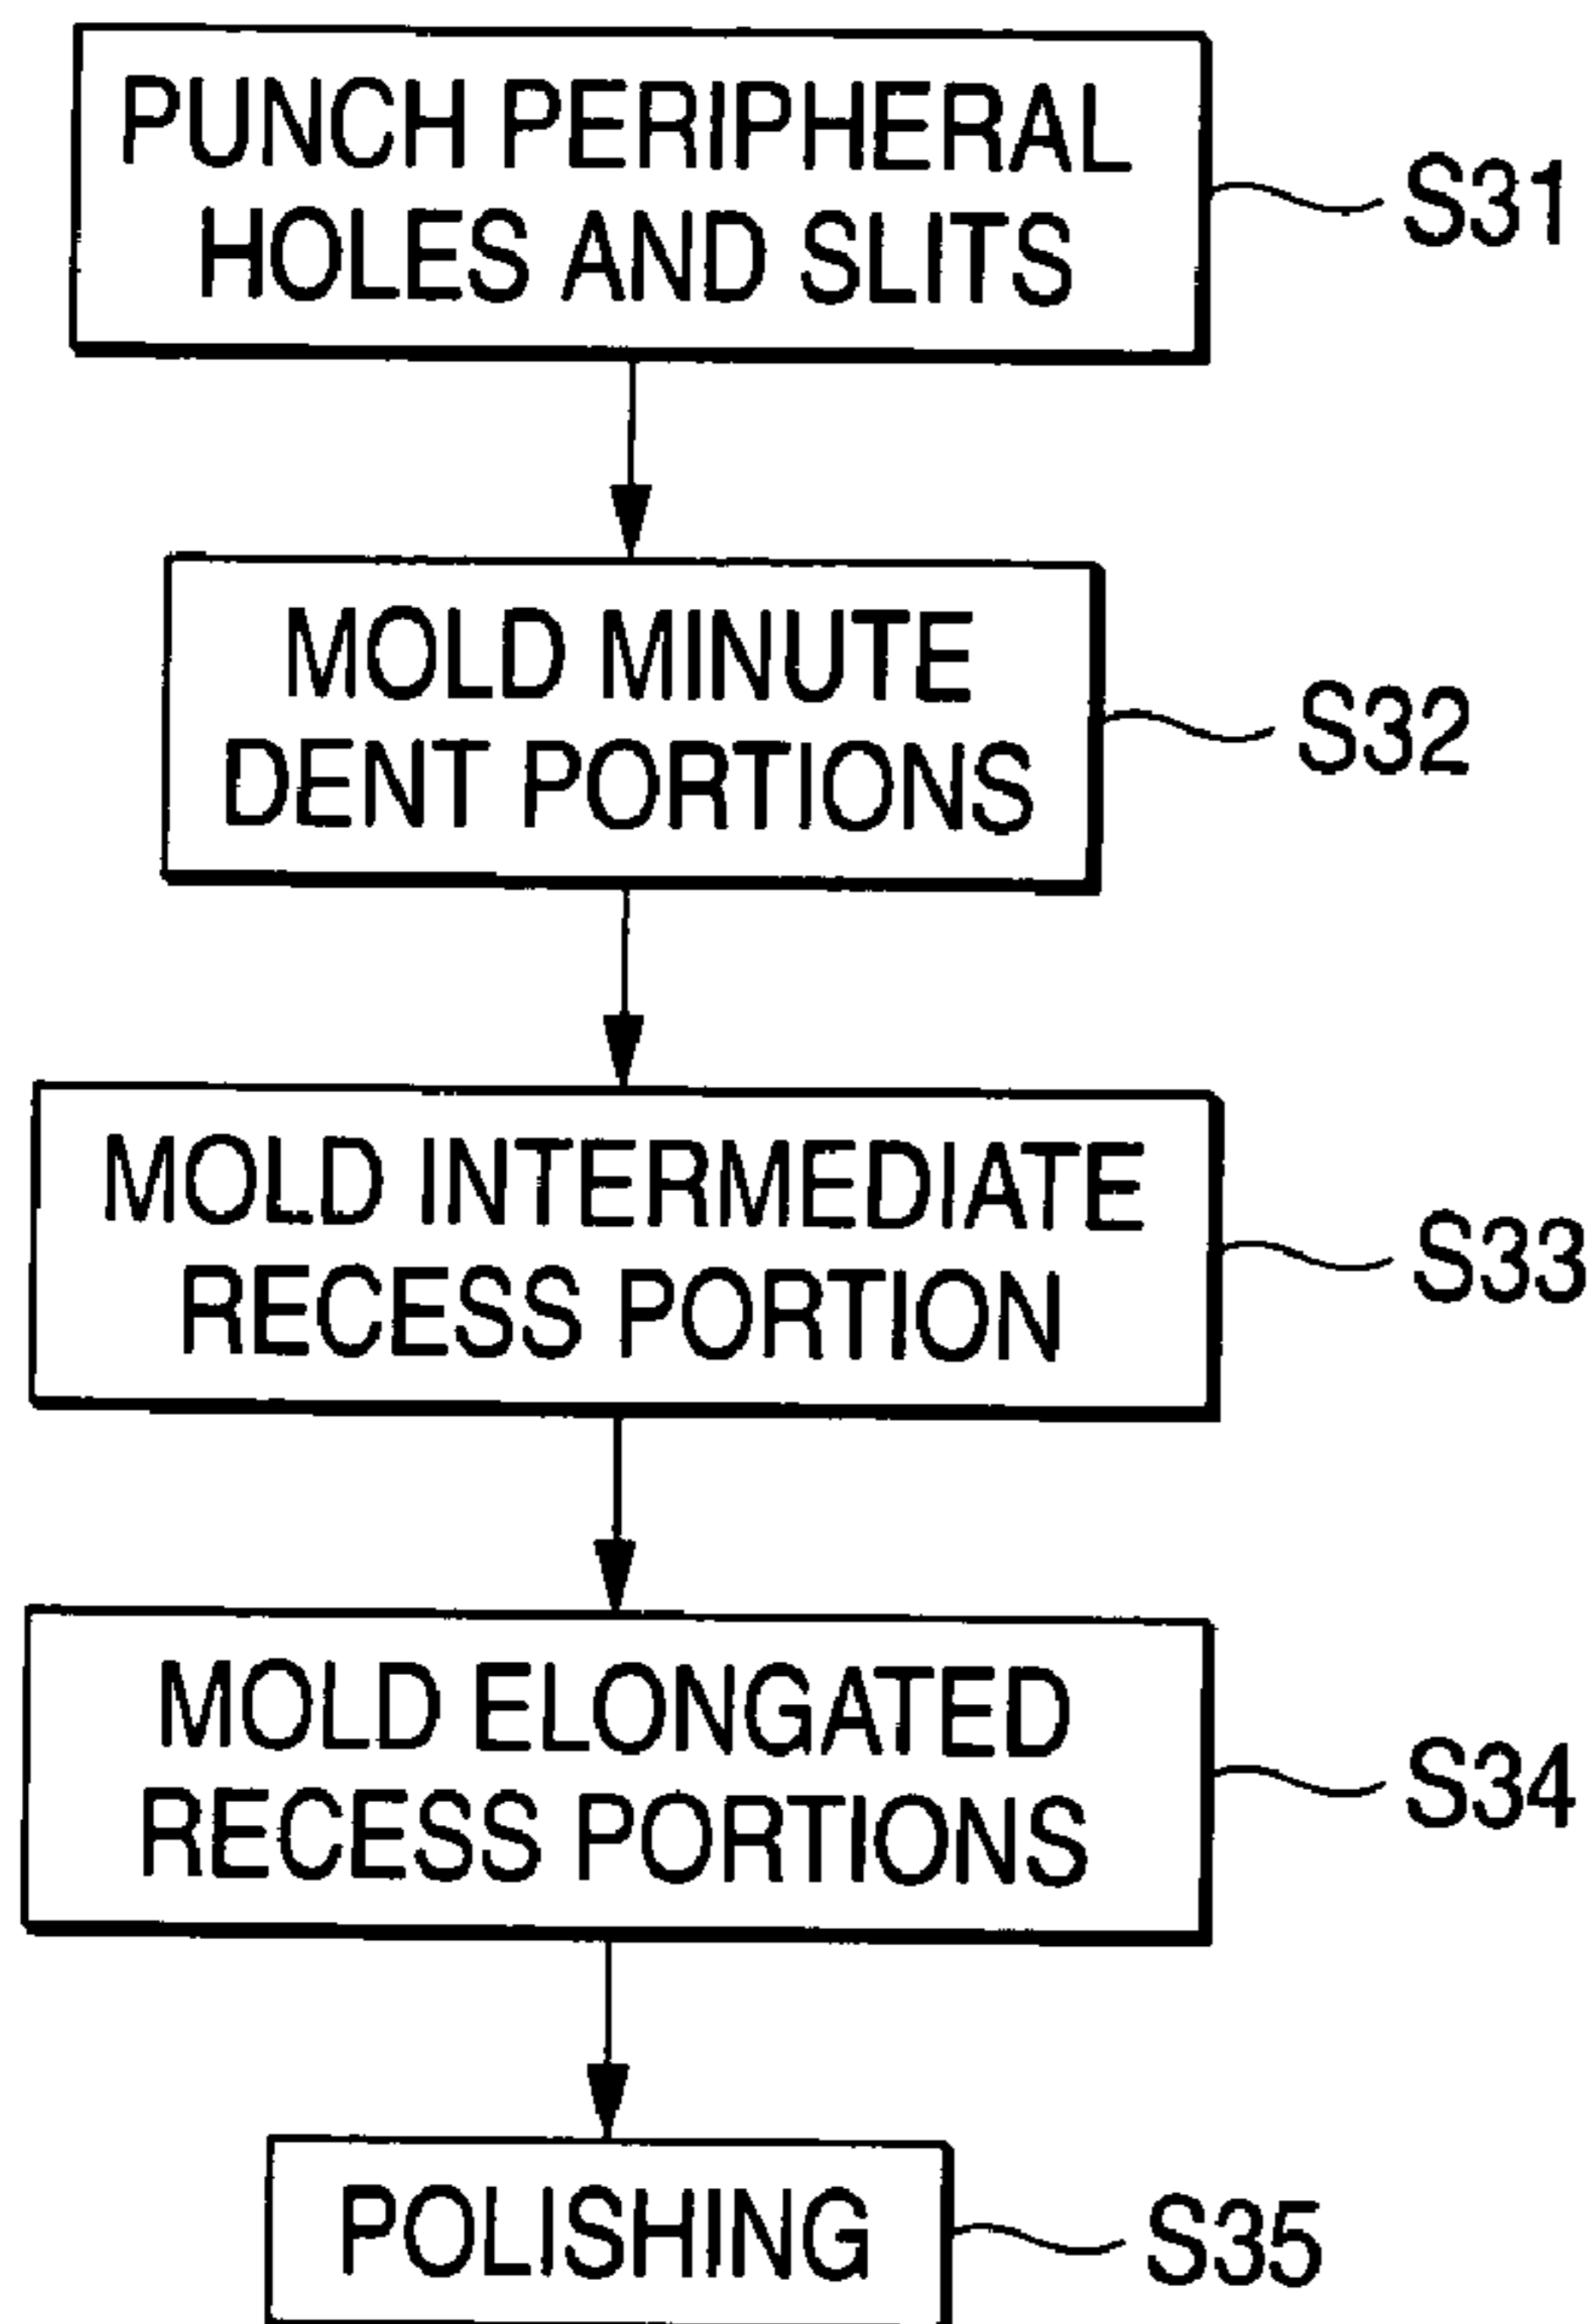 PUNCH PERIPHERAL
HOLES AND SLITS
S31
MOLD MINUTE
DENT PORTIONS
S32
MOLD INTERMEDIATE
RECESS PORTION
S33
MOLD ELONGATED
RECESS PORTIONS
S34
POLISHING
S35